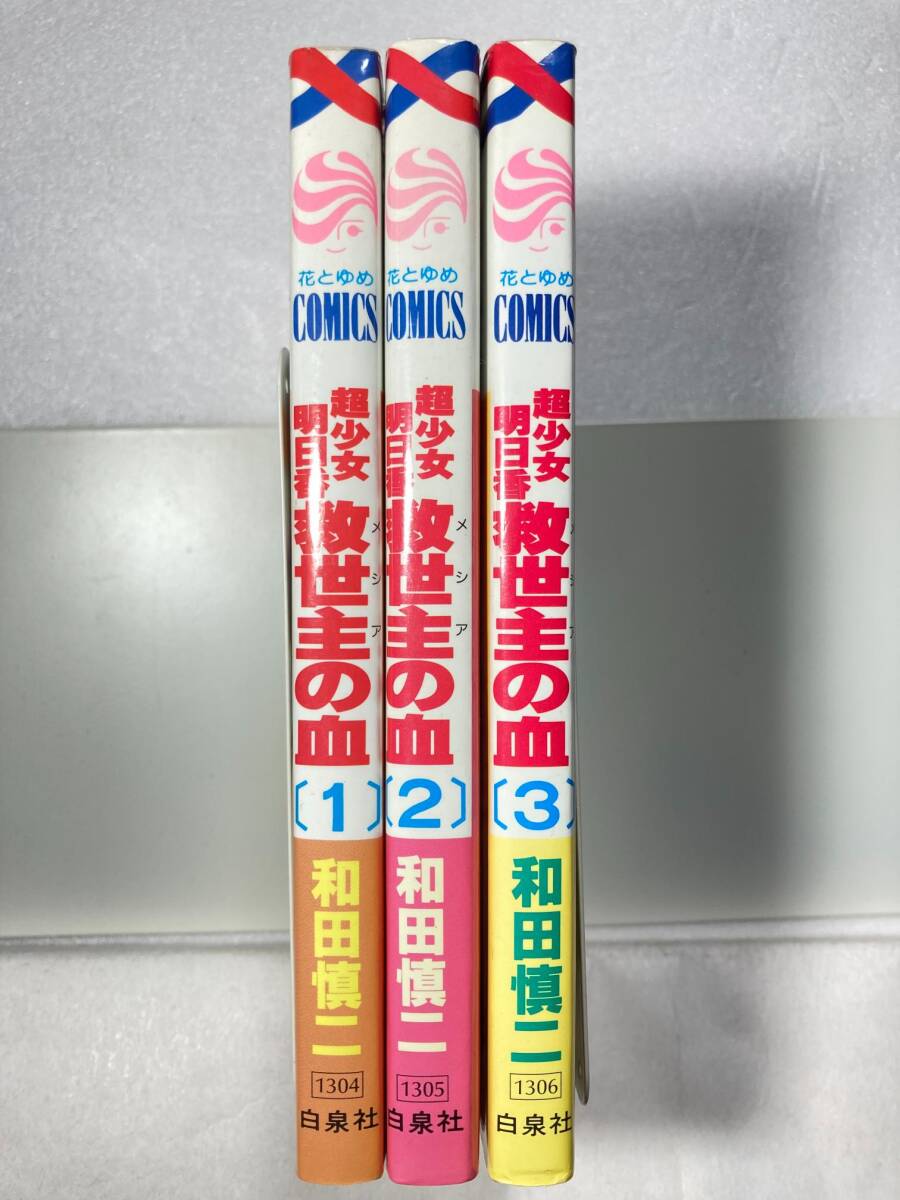 花とゆめ
COMICS
超少女
明日香
救世主の血
メシア
〔1〕
和田慎二
1304
白泉社
花とゆめ
COMICS
超少女
明日香
救世主の血
メシア
〔2〕
和田慎二
1305
白泉社
花とゆめ
COMICS
超少女
明日香
救世主の血
メシア
〔3〕
和田慎二
1306
白泉社